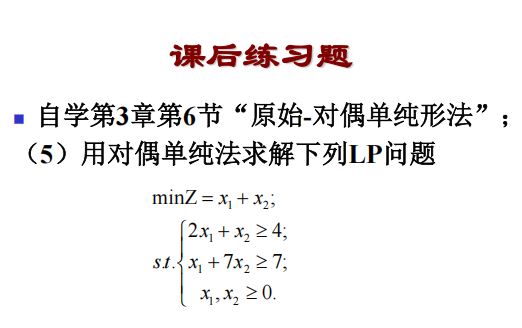 课后练习题
■ 自学第3章第6节“原始-对偶单纯形法”；
（5）用对偶单纯法求解下列LP问题
minZ = x₁ + x₂;
2x₁ + x₂ ≥ 4;
s.t. { x₁ + 7x₂ ≥ 7;
x₁, x₂ ≥ 0.